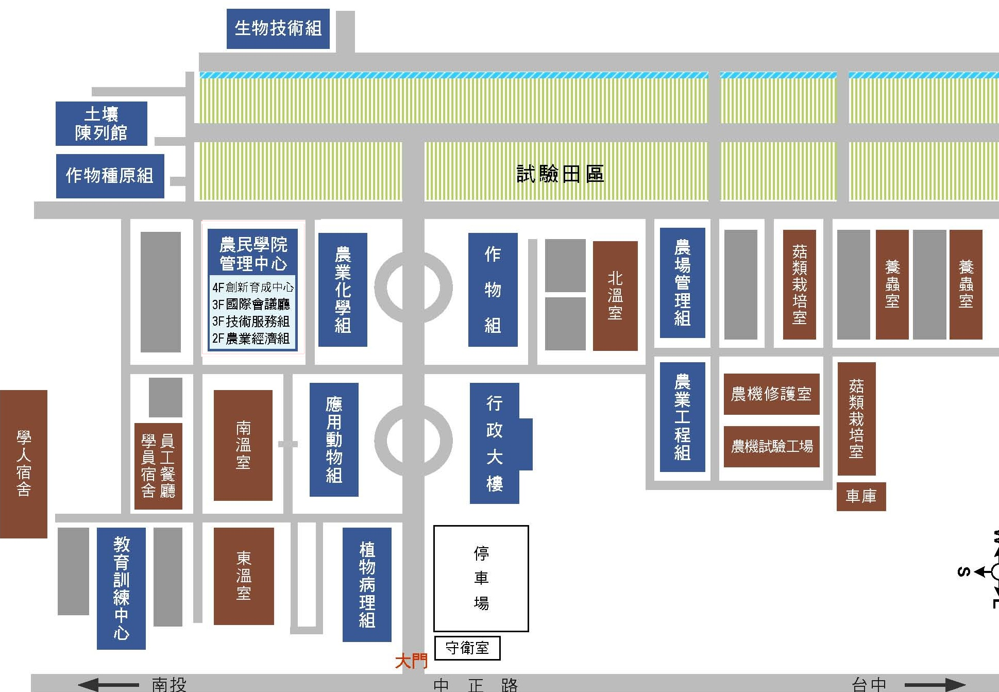 生物技術組
土壤
陳列館
作物種原組
試驗田區
農民學院
管理中心
4F創新育成中心
3F國際會議廳
3F技術服務組
2F農業經濟組
農業化學組
作物組
北溫室
農場管理組
菇類栽培室
養蟲室
養蟲室
學人宿舍
員工餐廳
學員宿舍
南溫室
應用動物組
行政大樓
農業工程組
農機修護室
農機試驗工場
菇類栽培室
車庫
教育訓練中心
東溫室
植物病理組
停車場
守衛室
大門
S
南投
中正路
台中